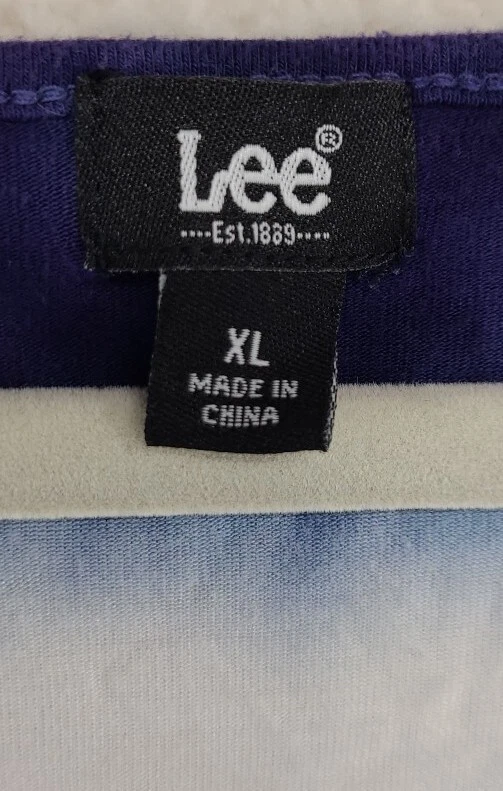 Lee®
----Est.1889----
XL
MADE IN
CHINA